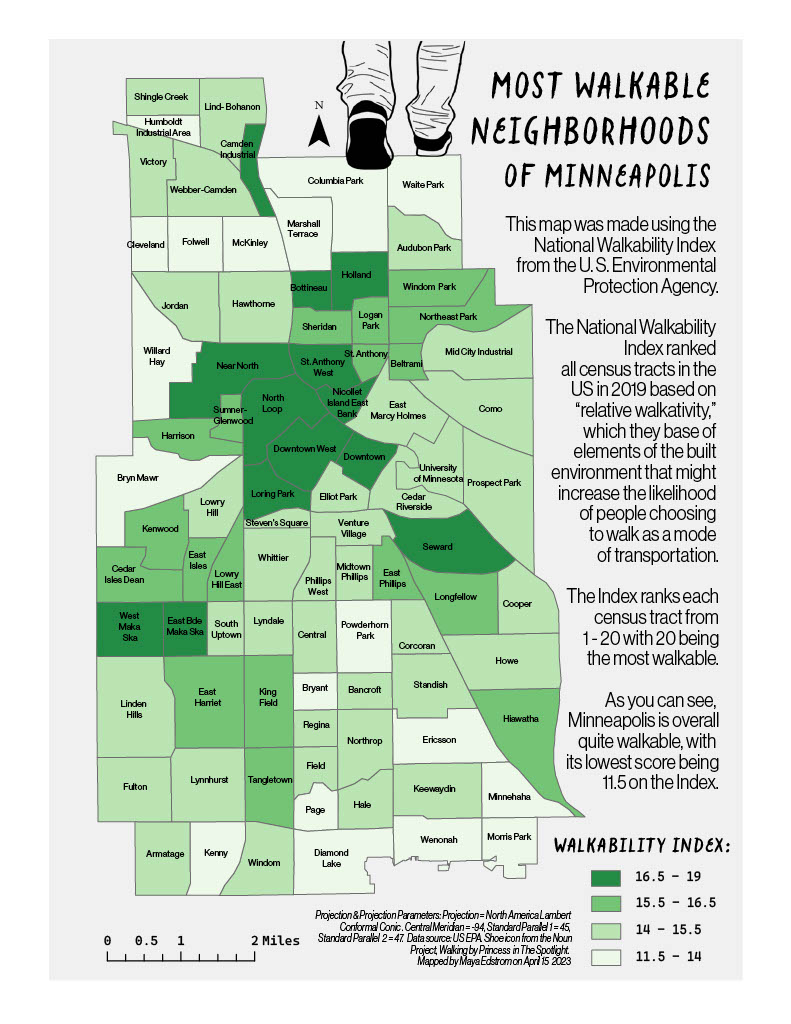 MOST WALKABLE
NEIGHBORHOODS
OF MINNEAPOLIS
This map was made using the
National Walkability Index
from the U. S. Environmental
Protection Agency.
The National Walkability
Index ranked
all census tracts in the
US in 2019 based on
“relative walkativity,”
which they base of
elements of the built
environment that might
increase the likelihood
of people choosing
to walk as a mode
of transportation.
The Index ranks each
census tract from
1 - 20 with 20 being
the most walkable.
As you can see,
Minneapolis is overall
quite walkable, with
its lowest score being
11.5 on the Index.
WALKABILITY INDEX:
16.5 - 19
15.5 - 16.5
14 - 15.5
11.5 - 14
N
Shingle Creek
Lind- Bohanon
Humboldt
Industrial Area
Camden
Industrial
Victory
Webber-Camden
Columbia Park
Waite Park
Marshall
Terrace
Cleveland
Folwell
McKinley
Audubon Park
Holland
Bottineau
Windom Park
Jordan
Hawthorne
Sheridan
Logan
Park
Northeast Park
Willard
Hay
Near North
St. Anthony
West
St. Anthony
Beltrami
Mid City Industrial
Nicollet
Island East
Bank
North
Loop
Sumner-
Glenwood
East
Marcy Holmes
Como
Harrison
Downtown West
Downtown
Bryn Mawr
University
of Minnesota
Prospect Park
Loring Park
Elliot Park
Cedar
Riverside
Lowry
Hill
Steven's Square
Venture
Village
Kenwood
Seward
East
Isles
Whittier
Cedar
Isles Dean
Lowry
Hill East
Phillips
West
Midtown
Phillips
East
Phillips
Longfellow
Cooper
West
Maka
Ska
East Bde
Maka Ska
South
Uptown
Lyndale
Central
Powderhorn
Park
Corcoran
Howe
Standish
Linden
Hills
East
Harriet
King
Field
Bryant
Bancroft
Regina
Northrop
Ericsson
Hiawatha
Fulton
Lynnhurst
Tangletown
Field
Page
Hale
Keewaydin
Minnehaha
Armatage
Kenny
Windom
Diamond
Lake
Wenonah
Morris Park
0 0.5 1 2 Miles
Projection & Projection Parameters: Projection = North America Lambert
Conformal Conic . Central Meridian = -94, Standard Parallel 1 = 45,
Standard Parallel 2 = 47. Data source: US EPA. Shoe icon from the Noun
Project, Walking by Princess in The Spotlight.
Mapped by Maya Edstrom on April 15 2023